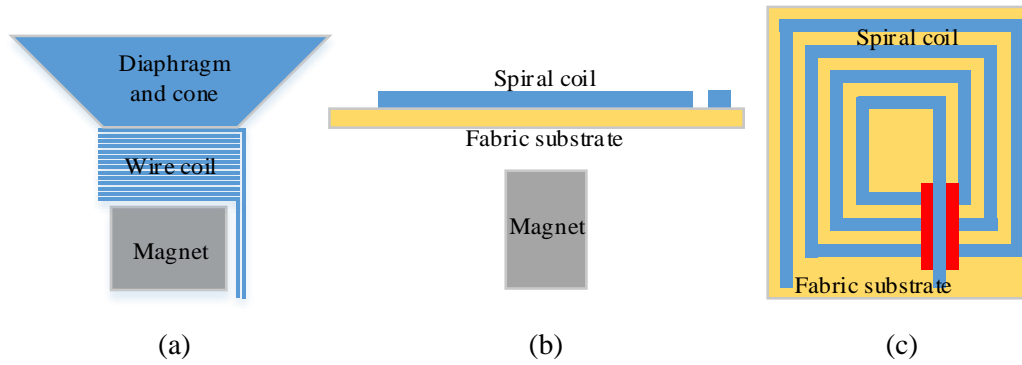 Diaphragm
and cone
Wire coil
Magnet
(a)
Spiral coil
Fabric substrate
Magnet
(b)
Spiral coil
Fabric substrate
(c)